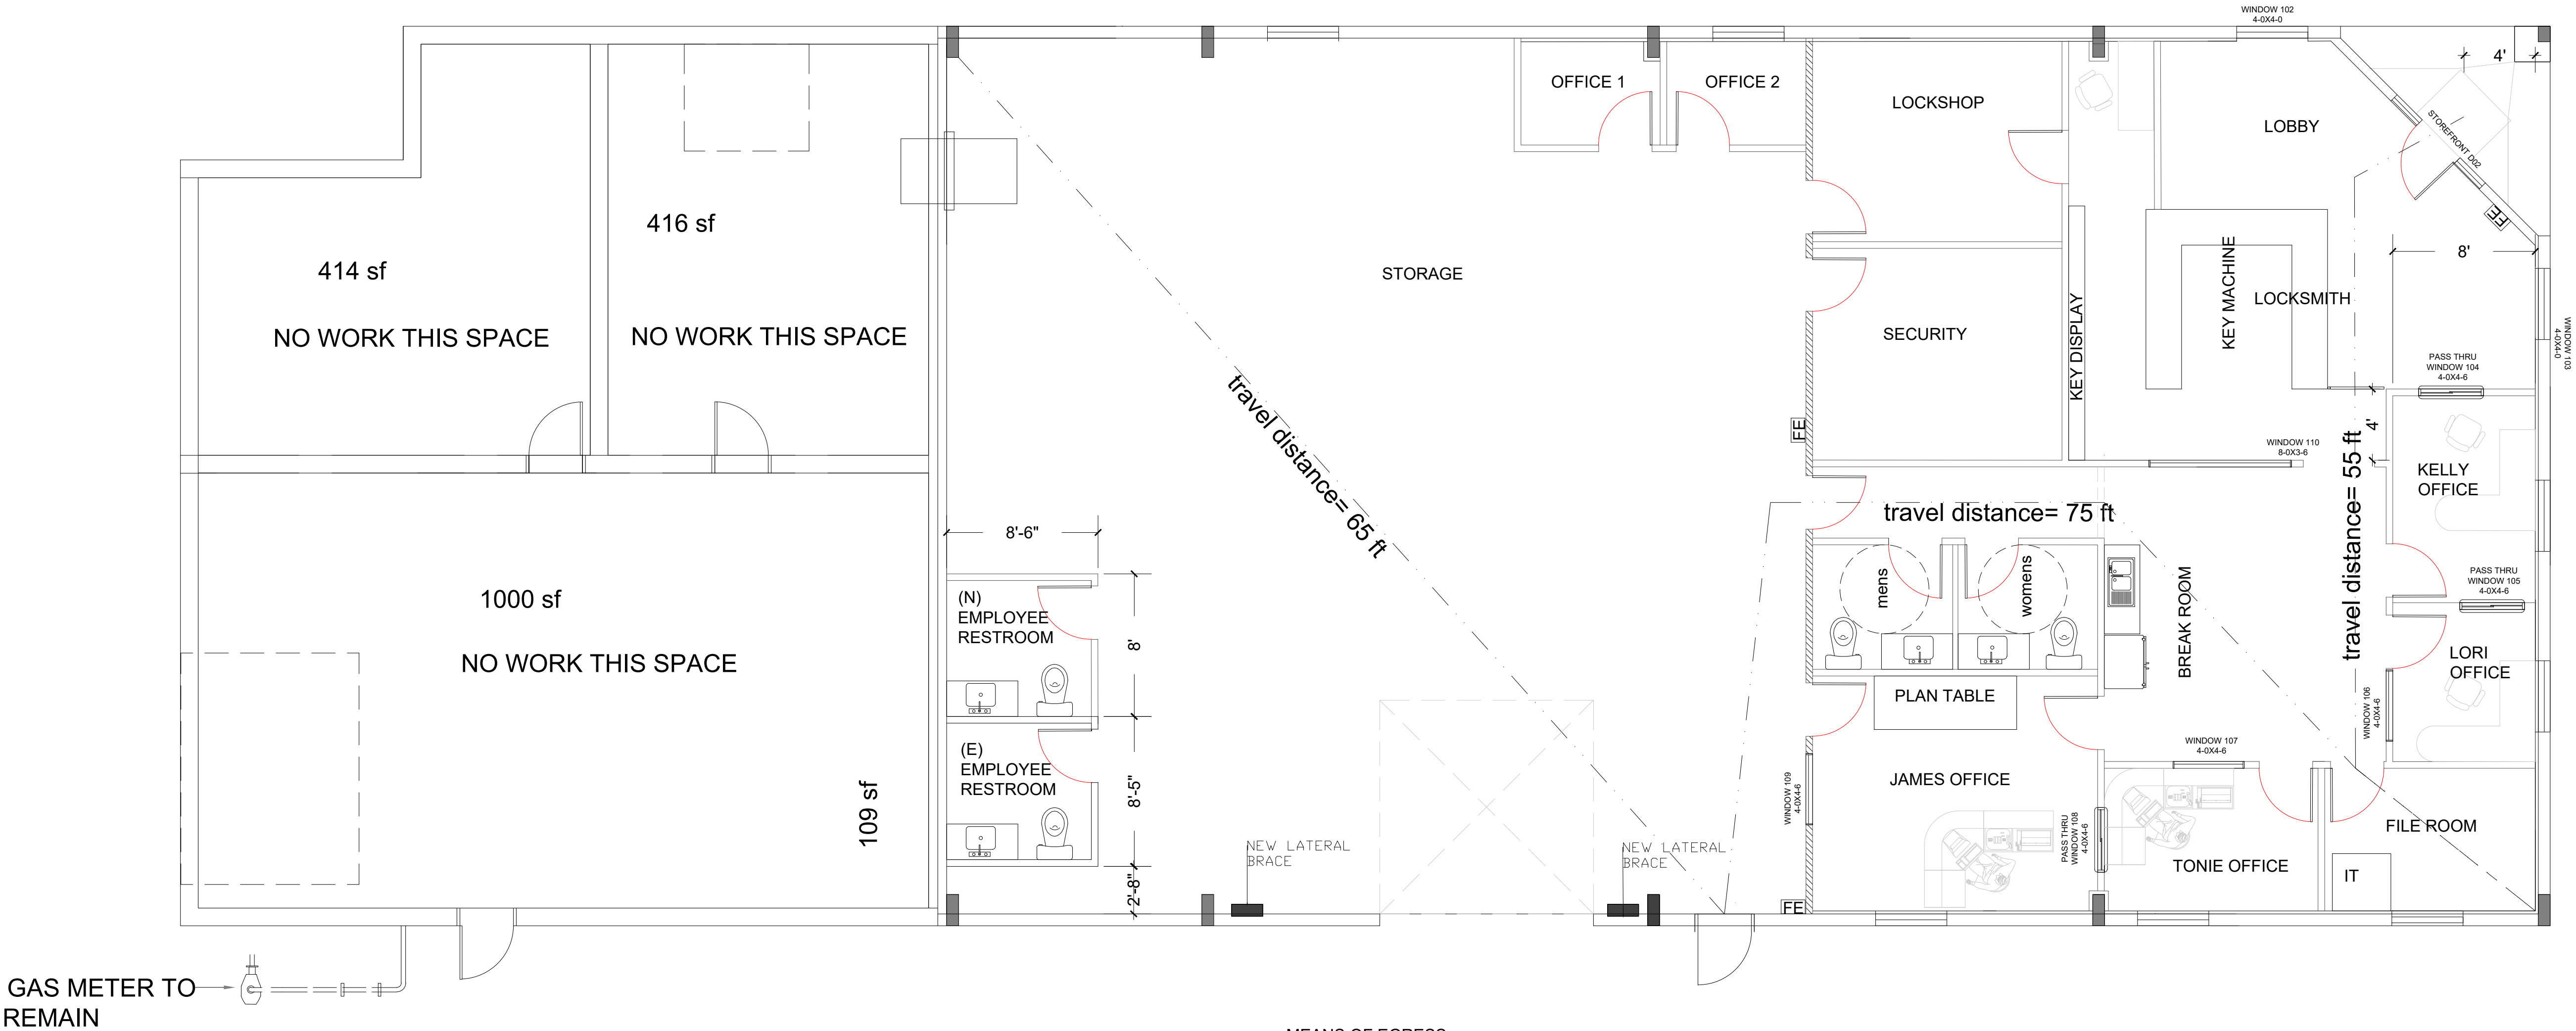 WINDOW 102
4-0X4-0
4'
OFFICE 1
OFFICE 2
LOCKSHOP
LOBBY
STOREFRONT D02
FE
416 sf
414 sf
NO WORK THIS SPACE
NO WORK THIS SPACE
STORAGE
SECURITY
KEY DISPLAY
KEY MACHINE
LOCKSMITH
8'
WINDOW 103
4-0X4-0
PASS THRU
WINDOW 104
4-0X4-6
travel distance= 65 ft
FE
4'
WINDOW 110
8-0X3-6
KELLY
OFFICE
travel distance= 75 ft
travel distance= 55 ft
8'-6"
1000 sf
NO WORK THIS SPACE
(N)
EMPLOYEE
RESTROOM
8'
mens
womens
BREAK ROOM
PASS THRU
WINDOW 105
4-0X4-6
LORI
OFFICE
PLAN TABLE
WINDOW 106
4-0X4-6
(E)
EMPLOYEE
RESTROOM
8'-5"
109 sf
WINDOW 107
4-0X4-6
JAMES OFFICE
WINDOW 109
4-0X4-6
PASS THRU
WINDOW 108
4-0X4-6
FILE ROOM
TONIE OFFICE
IT
NEW LATERAL
BRACE
NEW LATERAL
BRACE
2'-8"
FE
GAS METER TO
REMAIN
MEANS OF EGRESS